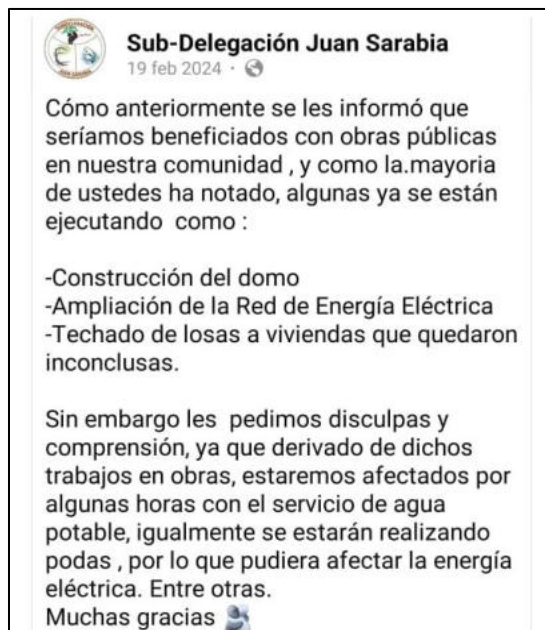 Sub-Delegación Juan Sarabia
19 feb 2024 ·
Cómo anteriormente se les informó que
seríamos beneficiados con obras públicas
en nuestra comunidad , y como la.mayoria
de ustedes ha notado, algunas ya se están
ejecutando como :
-Construcción del domo
-Ampliación de la Red de Energía Eléctrica
-Techado de losas a viviendas que quedaron
inconclusas.
Sin embargo les pedimos disculpas y
comprensión, ya que derivado de dichos
trabajos en obras, estaremos afectados por
algunas horas con el servicio de agua
potable, igualmente se estarán realizando
podas , por lo que pudiera afectar la energía
eléctrica. Entre otras.
Muchas gracias